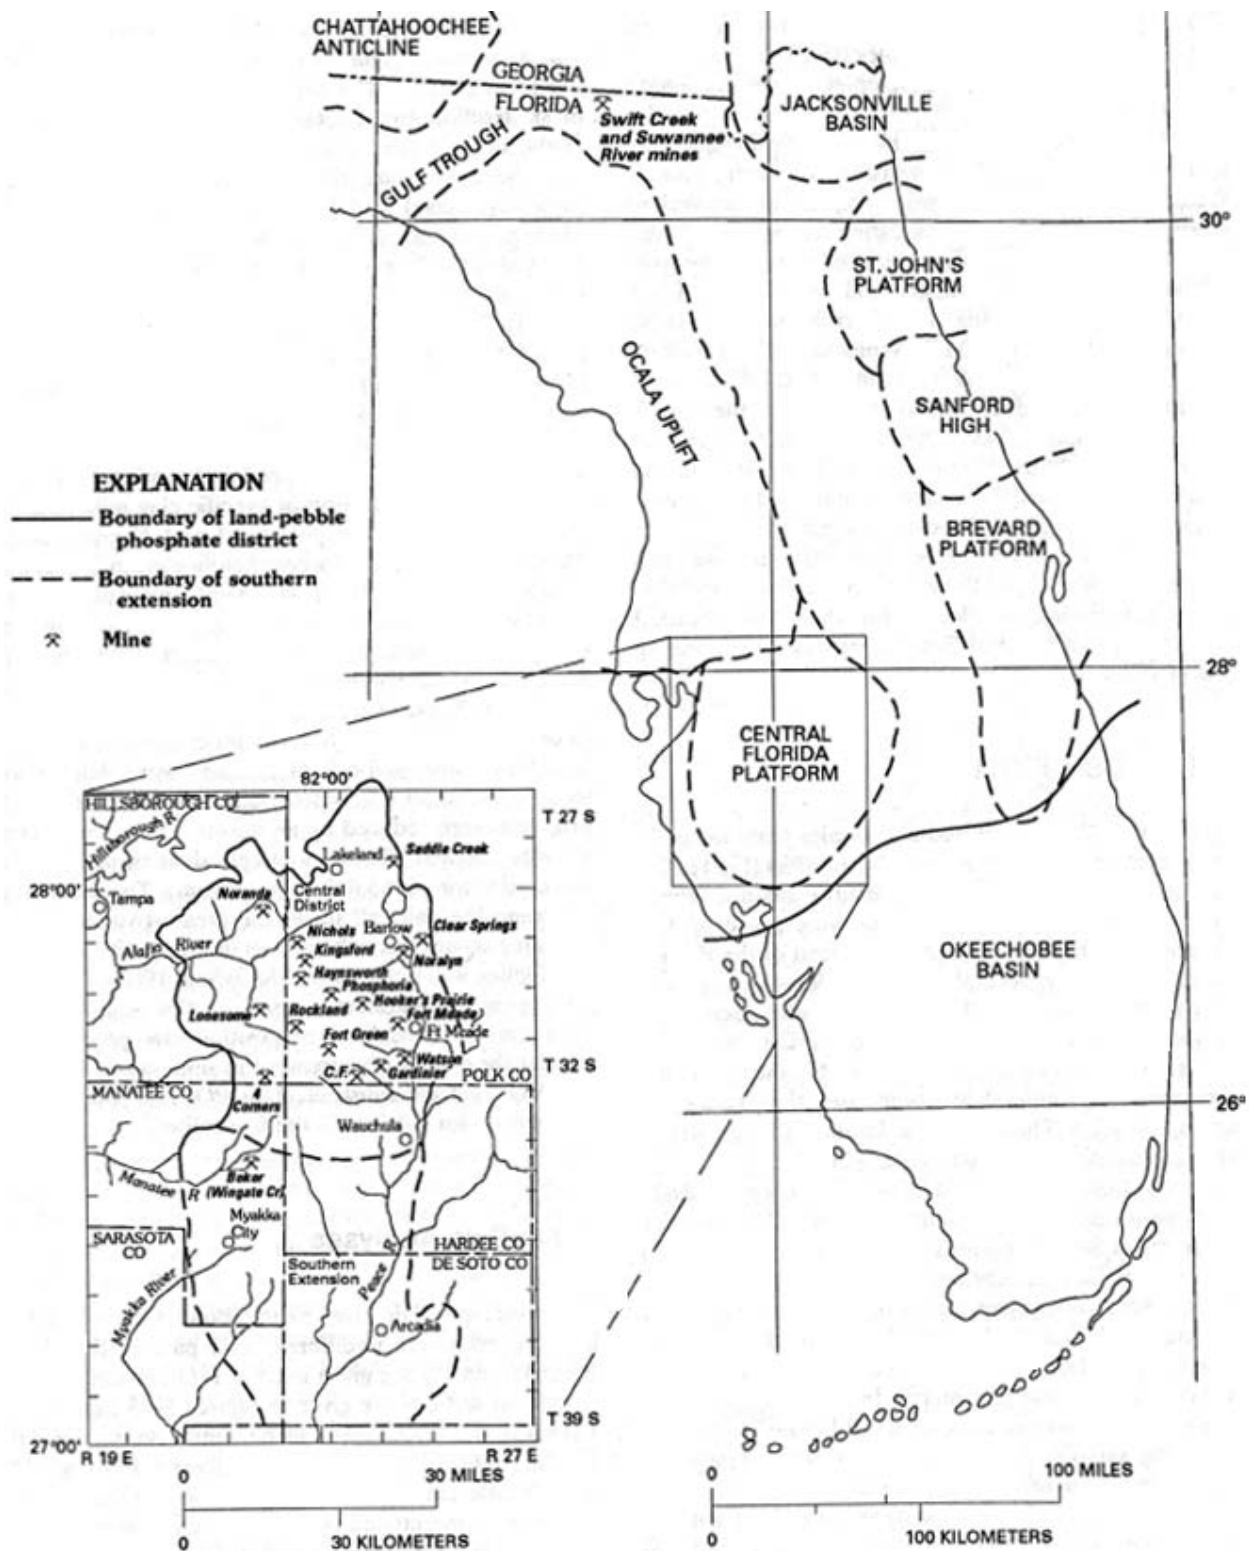 CHATTAHOOCHEE
ANTICLINE
GEORGIA
FLORIDA
Swift Creek
and Suwannee
River mines
JACKSONVILLE
BASIN
GULF TROUGH
30°
ST. JOHN'S
PLATFORM
OCALA UPLIFT
SANFORD
HIGH
EXPLANATION
Boundary of land-pebble
phosphate district
Boundary of southern
extension
Mine
BREVARD
PLATFORM
28°
CENTRAL
FLORIDA
PLATFORM
OKEECHOBEE
BASIN
26°
82°00'
HILLSBOROUGH CO
T 27 S
Hillsborough R
Lakeland
Saddle Creek
28°00'
Tampa
Noranda
Central
District
Nichols
Bartow
Clear Springs
Alafia River
Kingsford
Noralyn
Haynsworth
Phosphoria
Lonesome
Rockland
Hooker's Prairie
Fort Meade
Fort Green
Ft Meade
Watson
C.F.
Gardinier
T 32 S
MANATEE CO
POLK CO
4
Corners
Wauchula
Manatee R
Beker
(Wingate Cr)
Myakka
City
SARASOTA
CO
HARDEE CO
DE SOTO CO
Southern
Extension
Peace R
Myakka River
Arcadia
T 39 S
27°00'
R 19 E
R 27 E
0
30 MILES
0
30 KILOMETERS
0
100 MILES
0
100 KILOMETERS